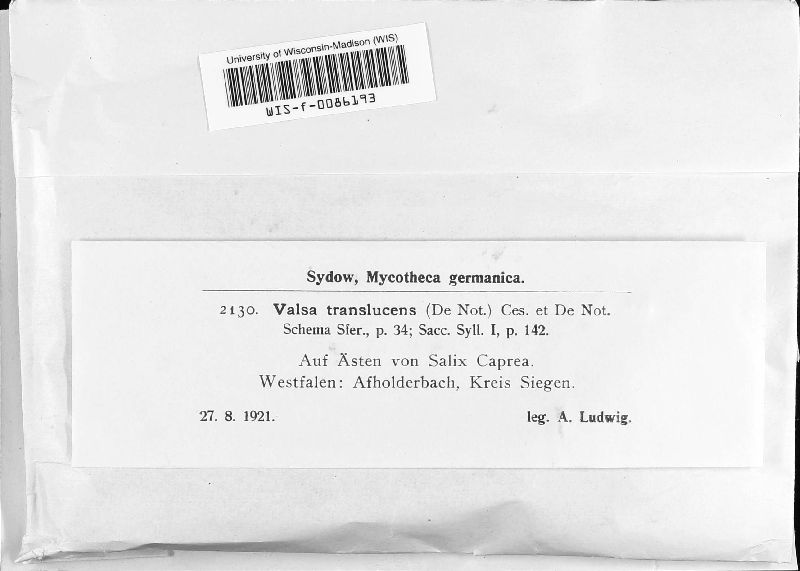 University of Wisconsin-Madison (WIS)
WIS-f-0086193
Sydow, Mycotheca germanica.
2130. Valsa translucens (De Not.) Ces. et De Not.
Schema Sfer., p. 34; Sacc. Syll. I, p. 142.
Auf Ästen von Salix Caprea.
Westfalen: Afholderbach, Kreis Siegen.
27. 8. 1921. leg. A. Ludwig.